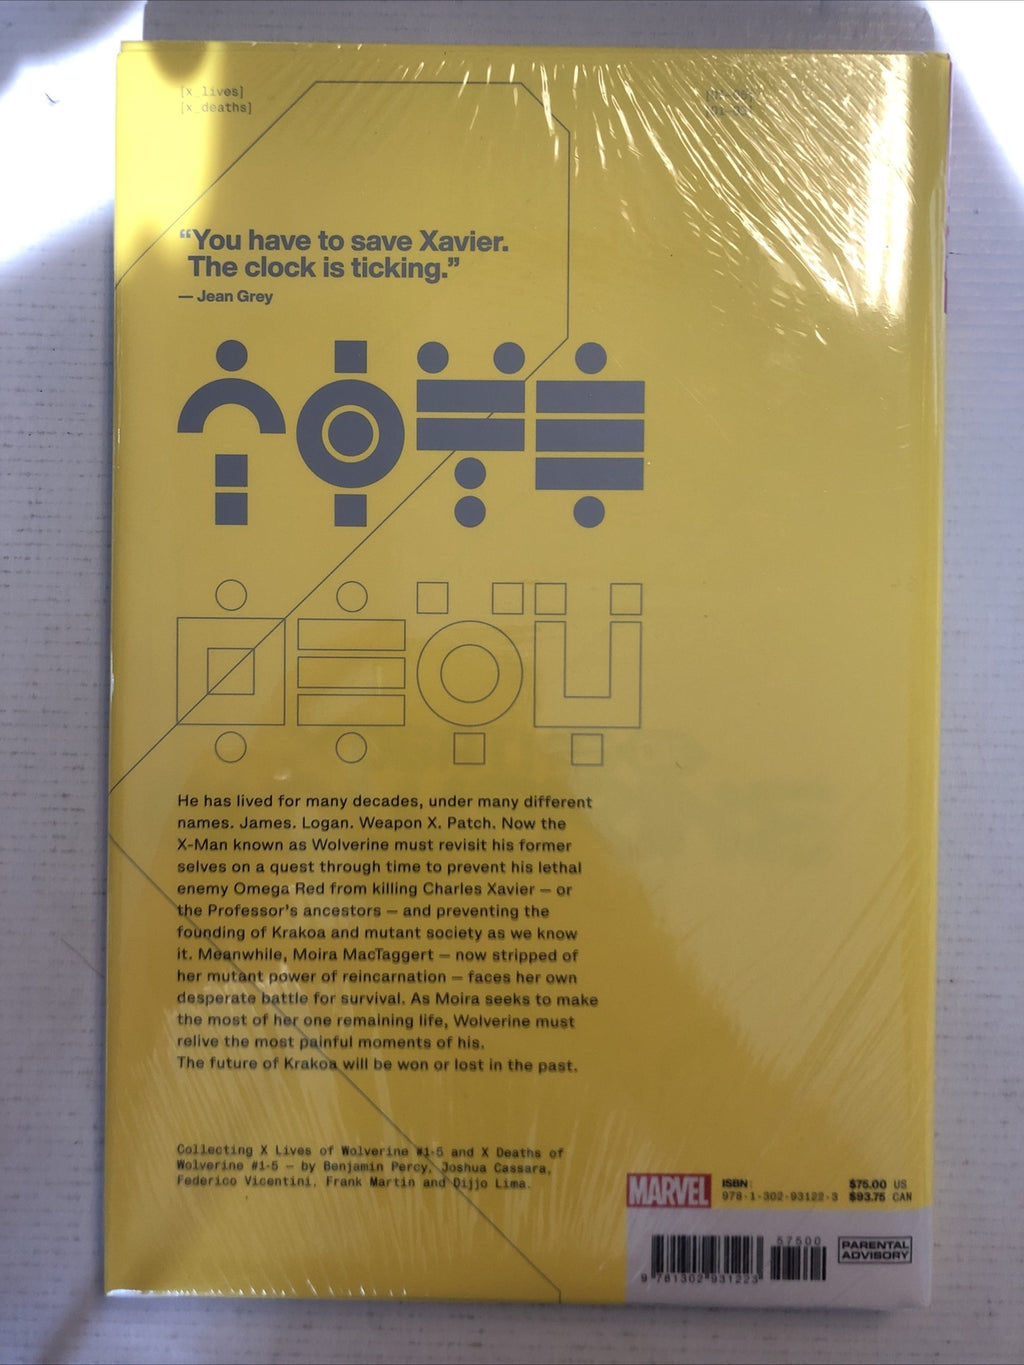 [x_lives]
[x_deaths]
“You have to save Xavier.
The clock is ticking.”
— Jean Grey
He has lived for many decades, under many different
names. James. Logan. Weapon X. Patch. Now the
X-Man known as Wolverine must revisit his former
selves on a quest through time to prevent his lethal
enemy Omega Red from killing Charles Xavier — or
the Professor’s ancestors — and preventing the
founding of Krakoa and mutant society as we know
it. Meanwhile, Moira MacTaggert — now stripped of
her mutant power of reincarnation — faces her own
desperate battle for survival. As Moira seeks to make
the most of her one remaining life, Wolverine must
relive the most painful moments of his.
The future of Krakoa will be won or lost in the past.
Collecting X Lives of Wolverine #1-5 and X Deaths of
Wolverine #1-5 — by Benjamin Percy, Joshua Cassara,
Federico Vicentini, Frank Martin and Dijjo Lima.
MARVEL
ISBN: $75.00 US
978-1-302-93122-3 $93.75 CAN
57500
9 781302 931223
PARENTAL
ADVISORY